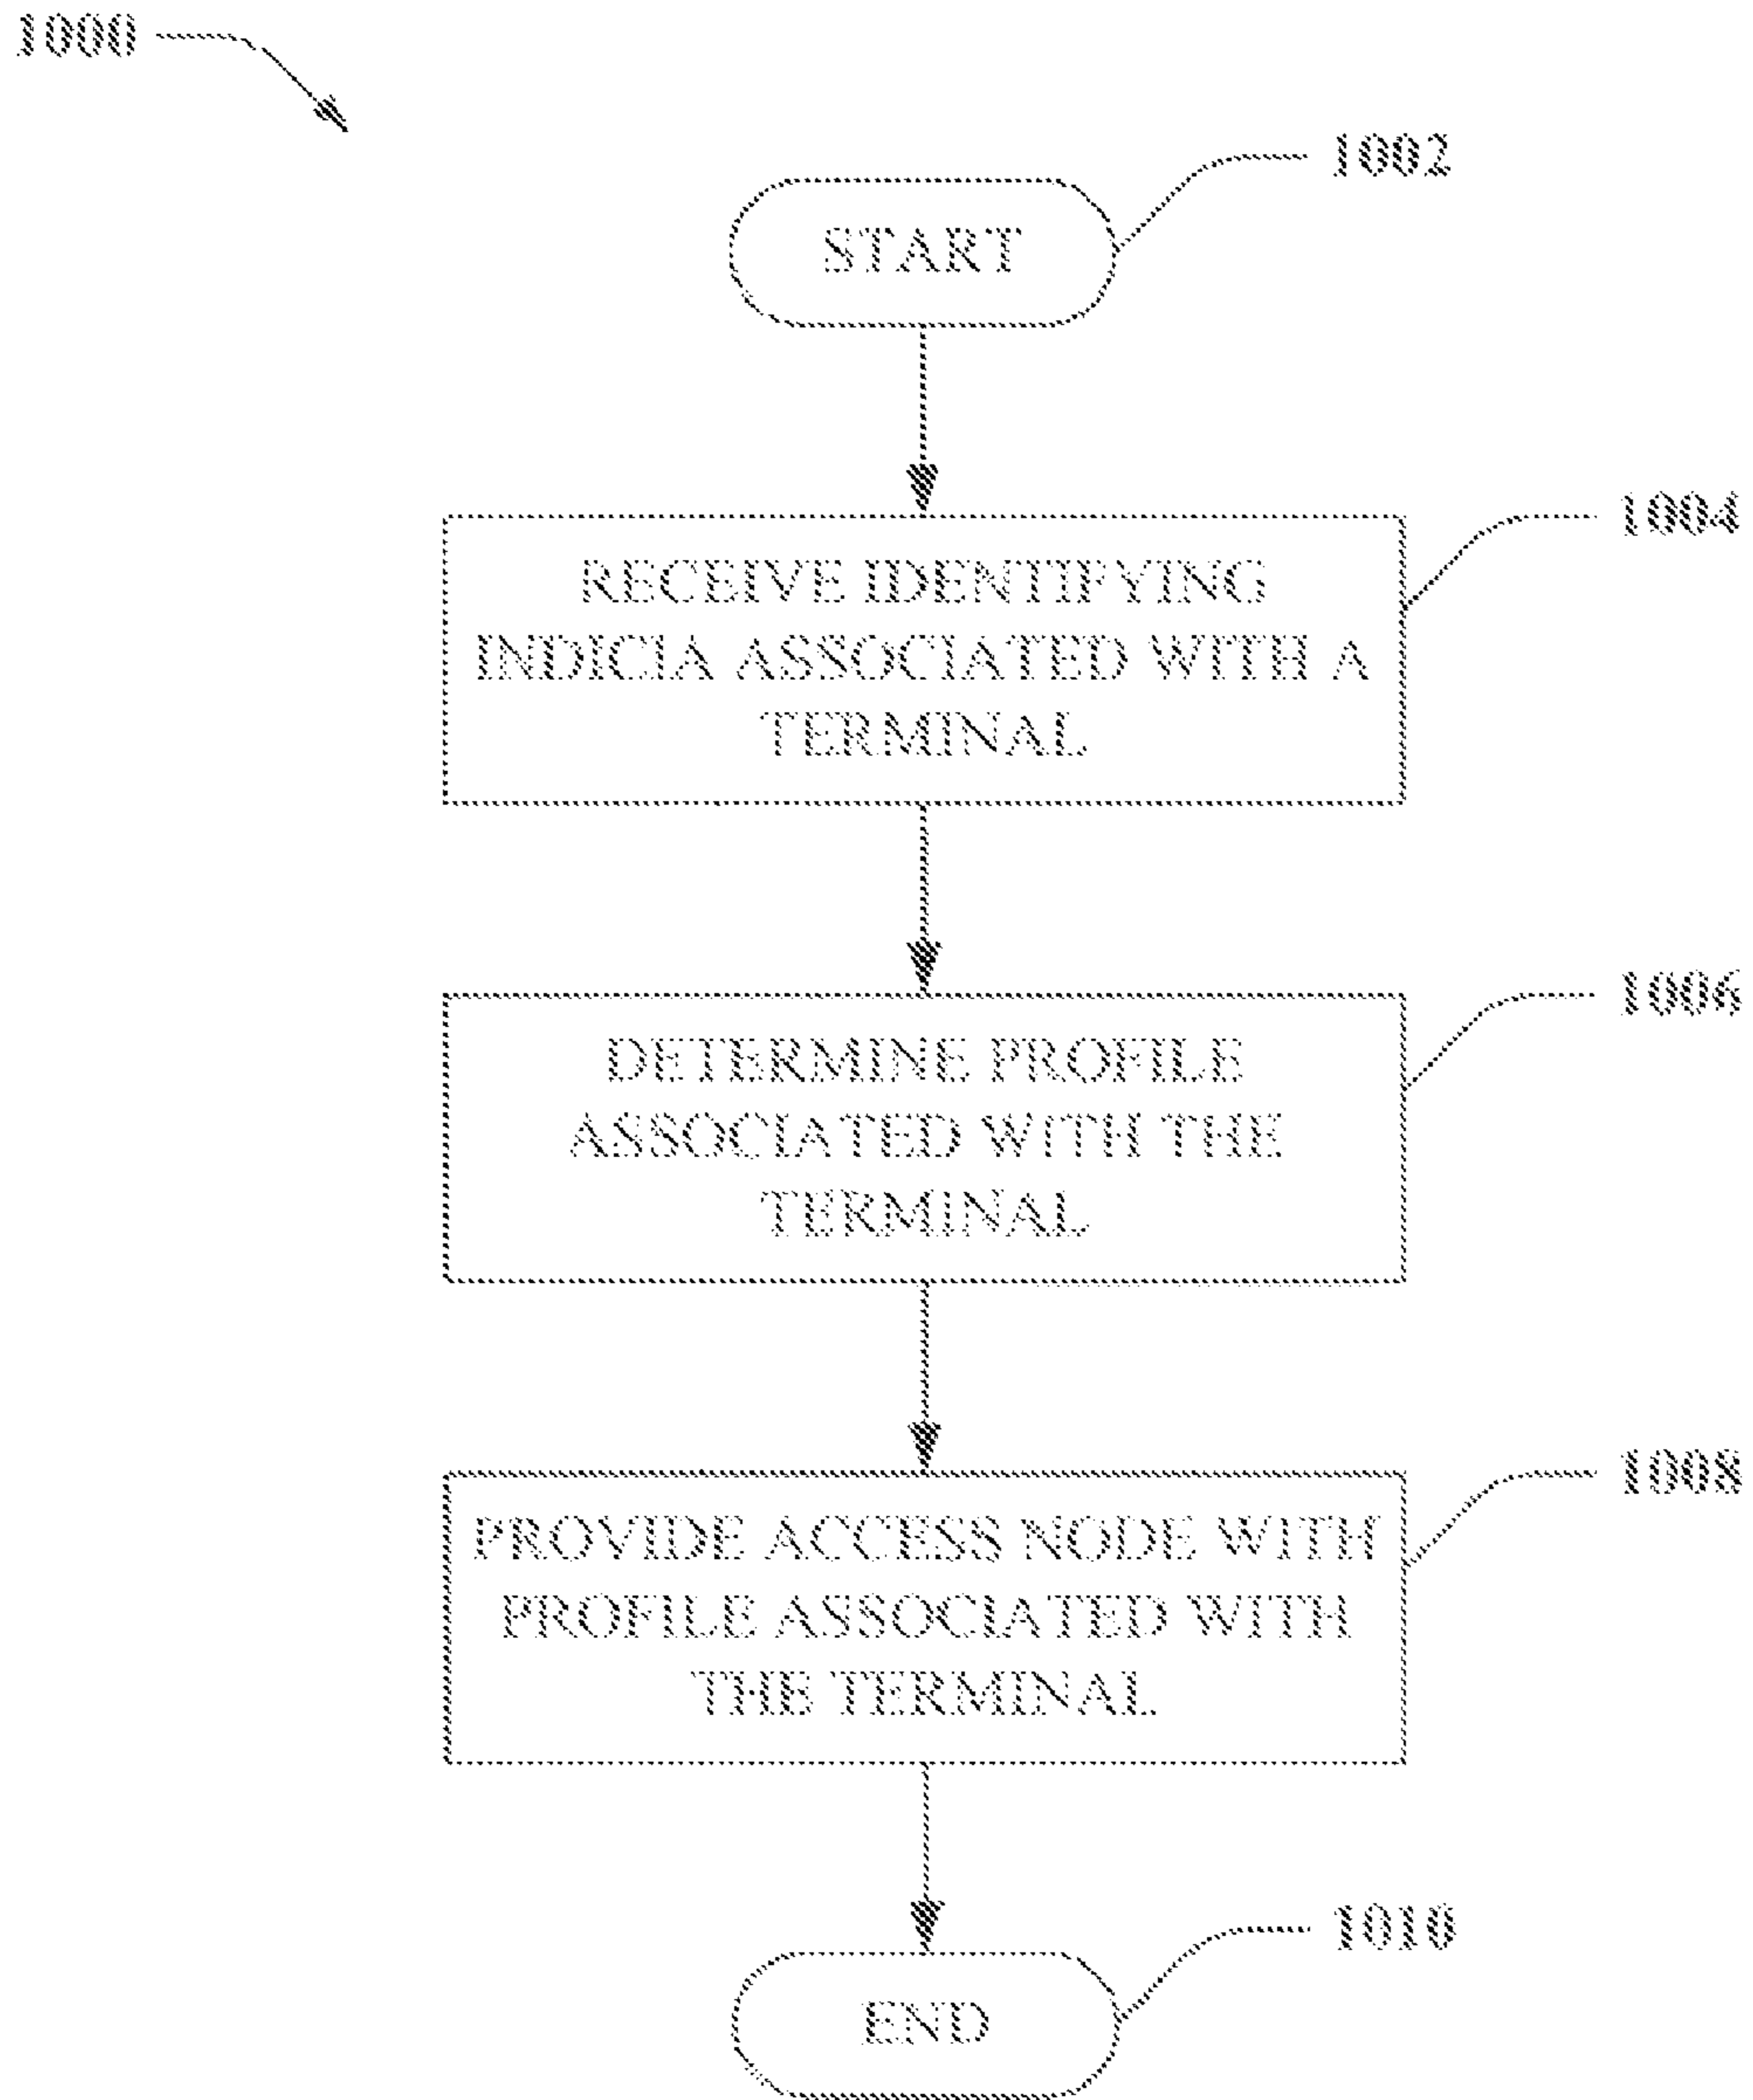 1000
1002
START
1004
RECEIVE IDENTIFYING
INDICIA ASSOCIATED WITH A
TERMINAL
1006
DETERMINE PROFILE
ASSOCIATED WITH THE
TERMINAL
1008
PROVIDE ACCESS NODE WITH
PROFILE ASSOCIATED WITH
THE TERMINAL
1010
END